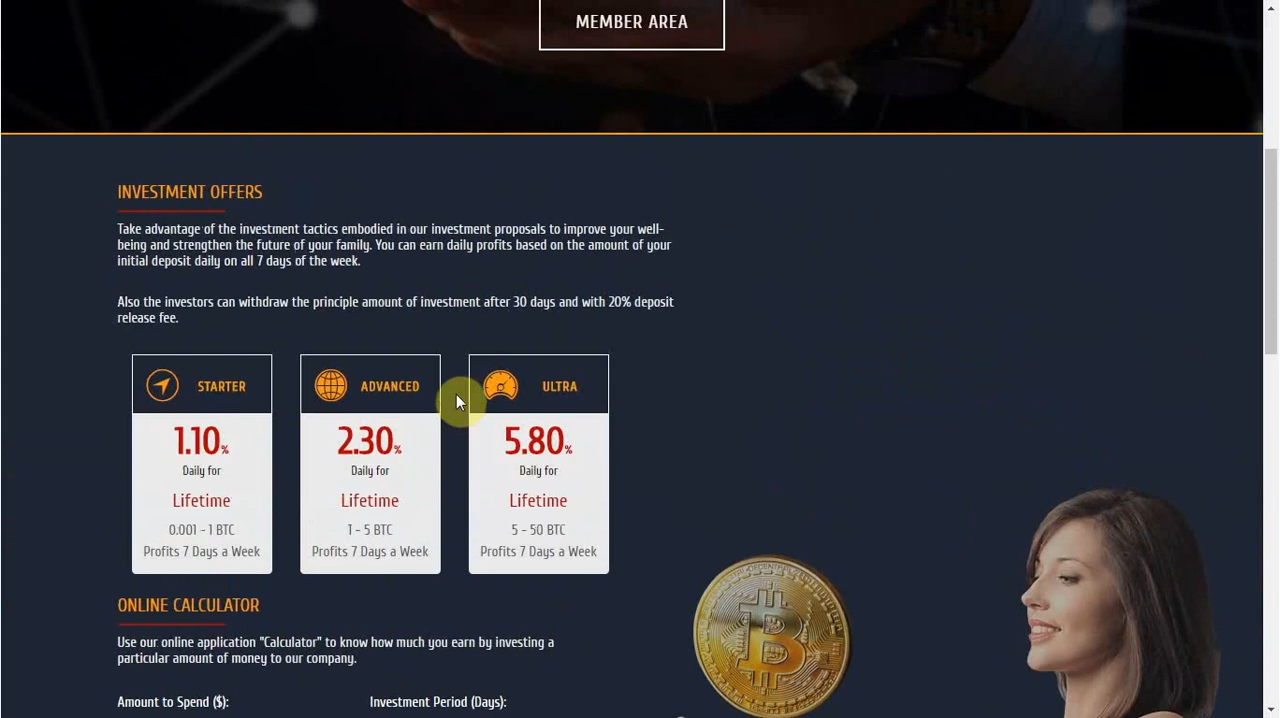 MEMBER AREA
INVESTMENT OFFERS
Take advantage of the investment tactics embodied in our investment proposals to improve your well-
being and strengthen the future of your family. You can earn daily profits based on the amount of your
initial deposit daily on all 7 days of the week.
Also the investors can withdraw the principle amount of investment after 30 days and with 20% deposit
release fee.
STARTER
1.10%
Daily for
Lifetime
0.001 - 1 BTC
Profits 7 Days a Week
ADVANCED
2.30%
Daily for
Lifetime
1 - 5 BTC
Profits 7 Days a Week
ULTRA
5.80%
Daily for
Lifetime
5 - 50 BTC
Profits 7 Days a Week
ONLINE CALCULATOR
Use our online application "Calculator" to know how much you earn by investing a
particular amount of money to our company.
Amount to Spend ($):
Investment Period (Days):